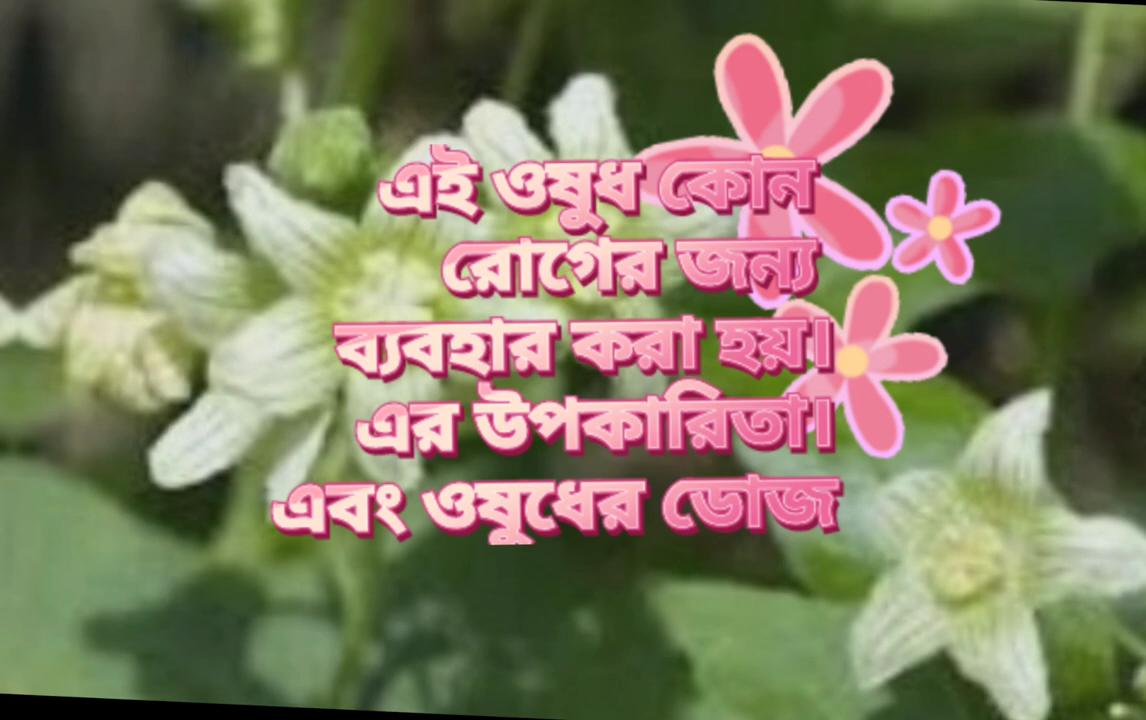 এই ওষুধ কোন
রোগের জন্য
ব্যবহার করা হয়।
এর উপকারিতা।
এবং ওষুধের ডোজ